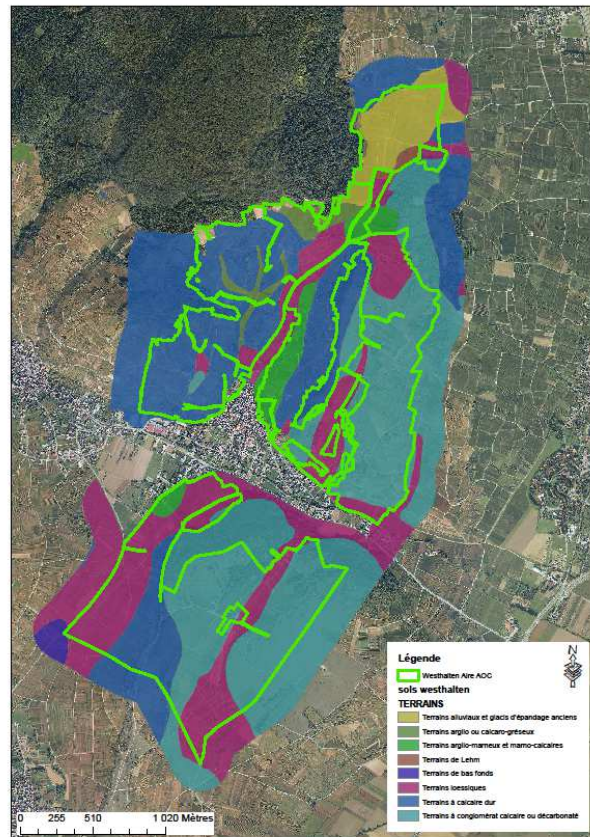 Légende
Westhalten Aire AOC
sols westhalten
TERRAINS
Terrains alluviaux et glacis d'épandage anciens
Terrains argilo ou calcaro-gréseux
Terrains argilo-marneux et marno-calcaires
Terrains de Lehm
Terrains de bas fonds
Terrains loessiques
Terrains à calcaire dur
Terrains à conglomérat calcaire ou décarbonaté
N
0 255 510 1 020 Mètres